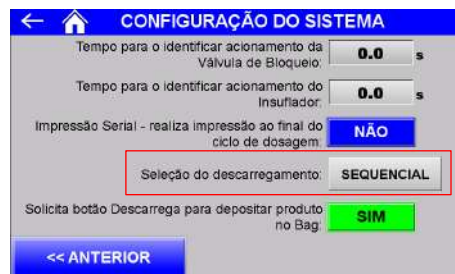 CONFIGURAÇÃO DO SISTEMA
Tempo para o identificar acionamento da
Válvula de Bloqueio:
0.0 s
Tempo para o identificar acionamento do
Insuflador:
0.0 s
Impressão Serial - realiza impressão ao final do
ciclo de dosagem:
NÃO
Seleção do descarregamento:
SEQUENCIAL
Solicita botão Descarrega para depositar produto
no Bag:
SIM
<< ANTERIOR